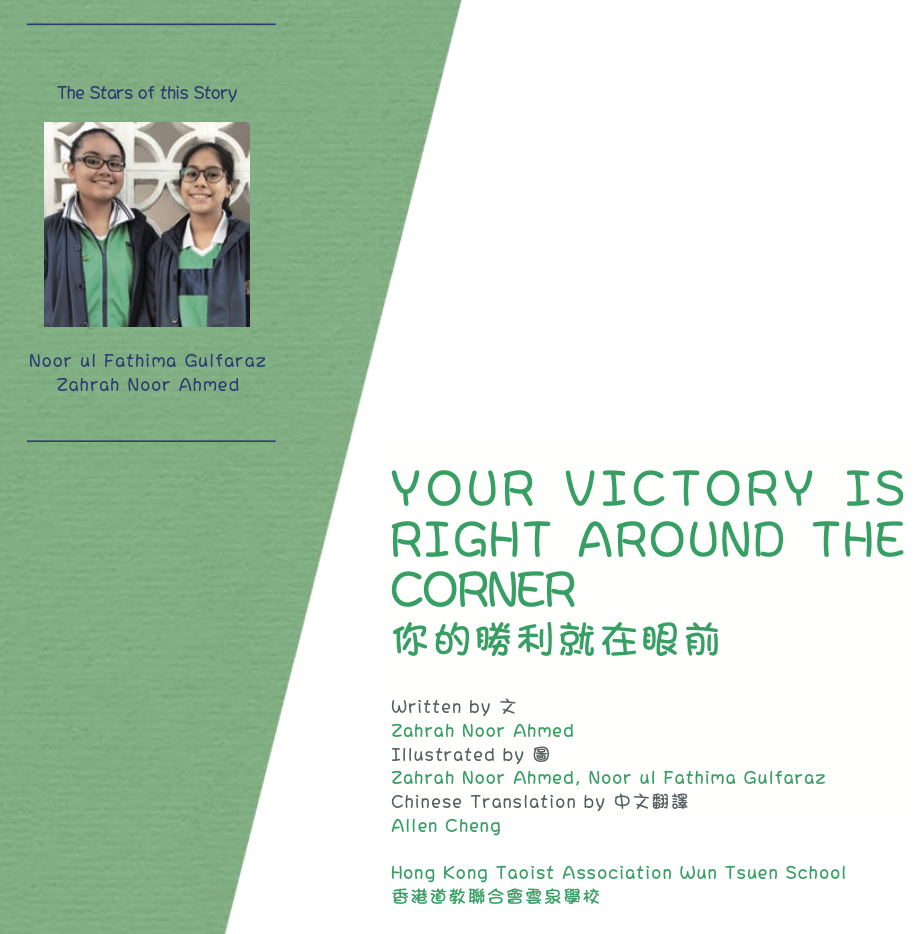 The Stars of this Story
Noor ul Fathima Gulfaraz
Zahrah Noor Ahmed
YOUR VICTORY IS
RIGHT AROUND THE
CORNER
你的勝利就在眼前
Written by 文
Zahrah Noor Ahmed
Illustrated by 圖
Zahrah Noor Ahmed, Noor ul Fathima Gulfaraz
Chinese Translation by 中文翻譯
Allen Cheng
Hong Kong Taoist Association Wun Tsuen School
香港道教聯合會雲泉學校